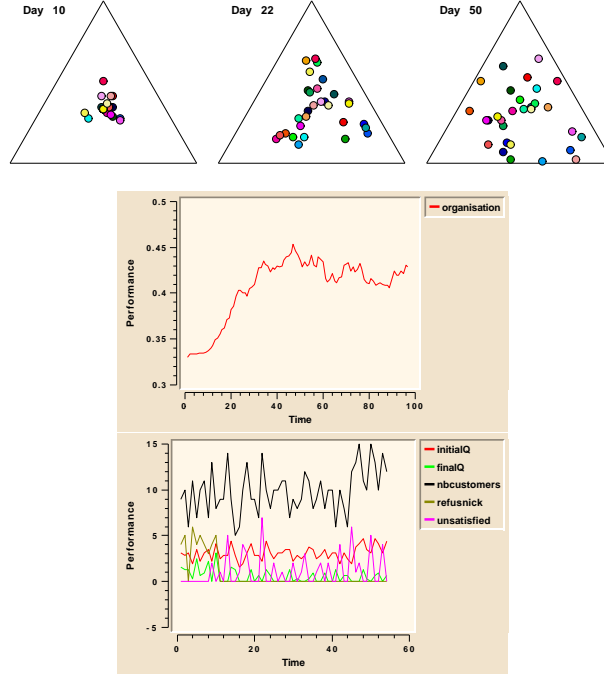 Day 10
Day 22
Day 50
0.5
0.45
0.4
0.35
0.3
Performance
0
20
40
60
80
100
Time
organisation
15
10
5
0
-5
Performance
0
20
40
60
Time
initialQ
finalQ
nbcustomers
refusnick
unsatisfied